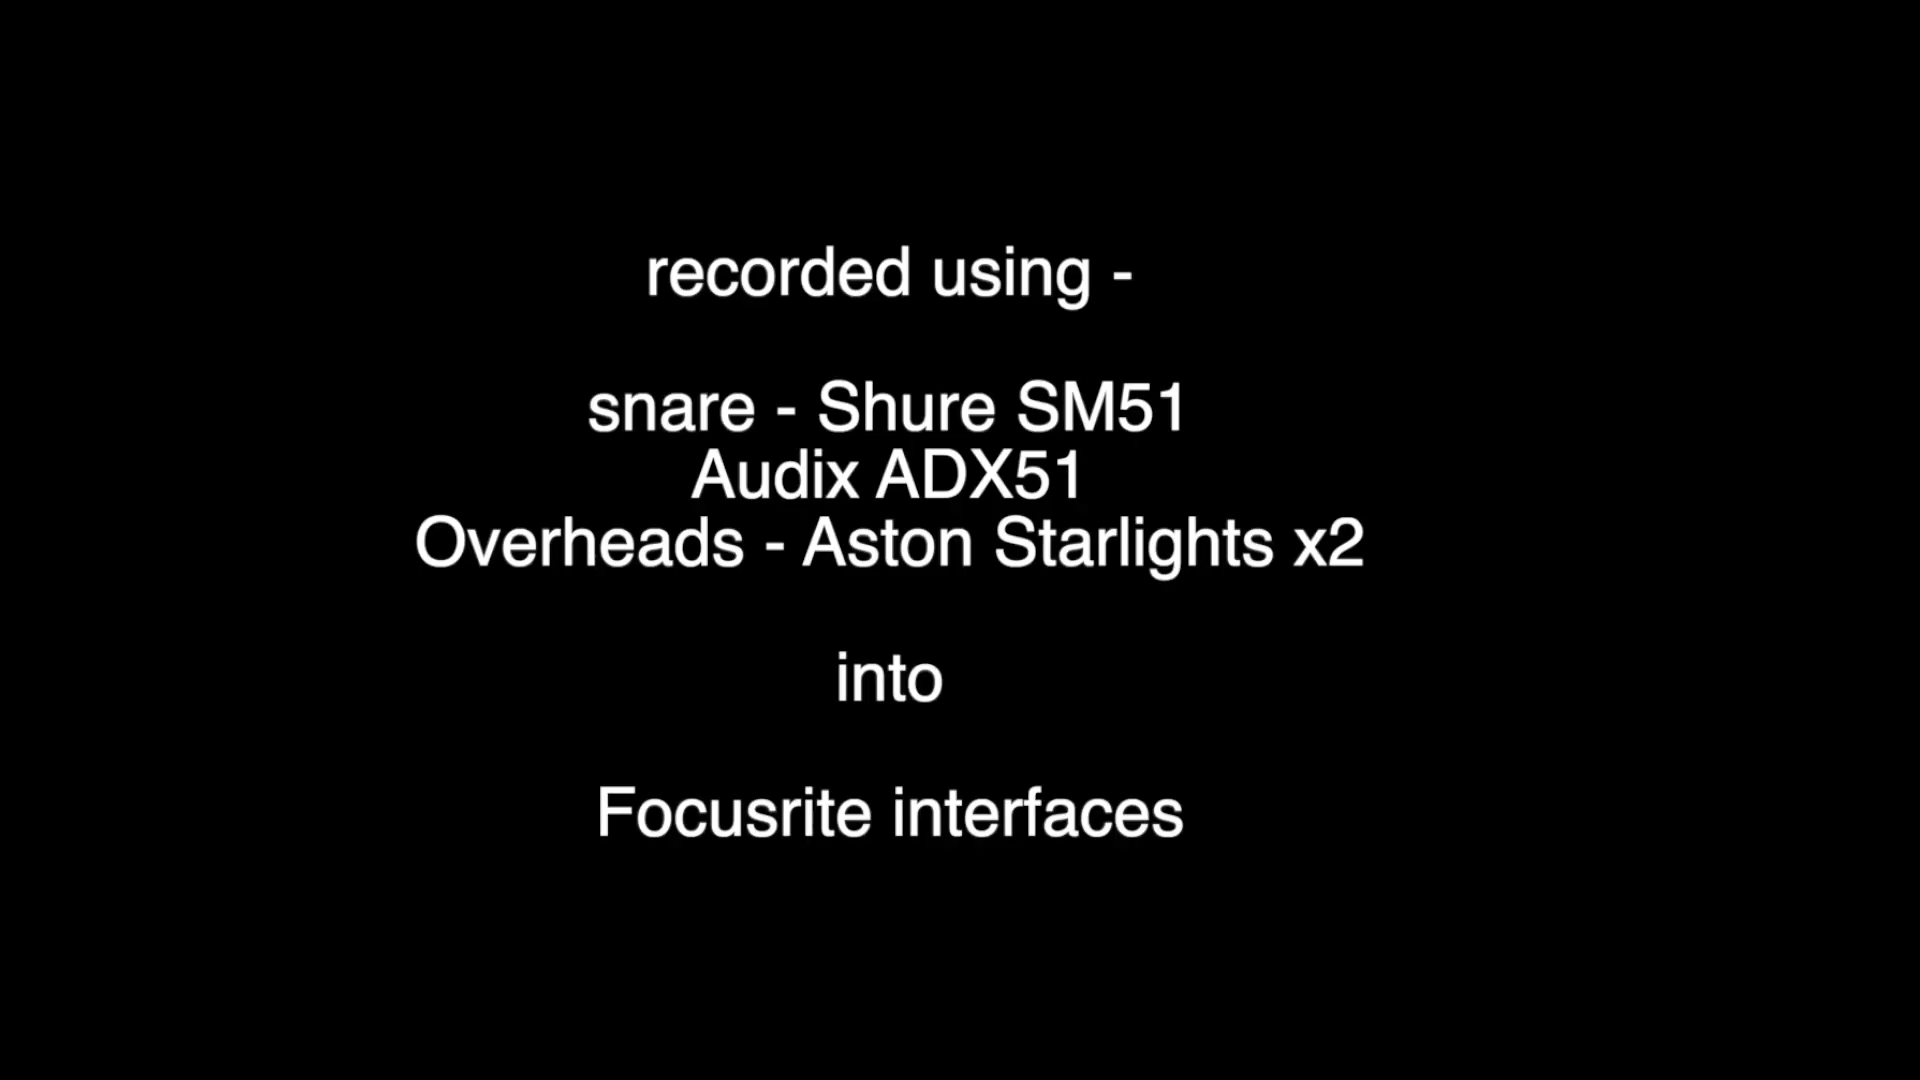 recorded using -
snare - Shure SM51
Audix ADX51
Overheads - Aston Starlights x2
into
Focusrite interfaces